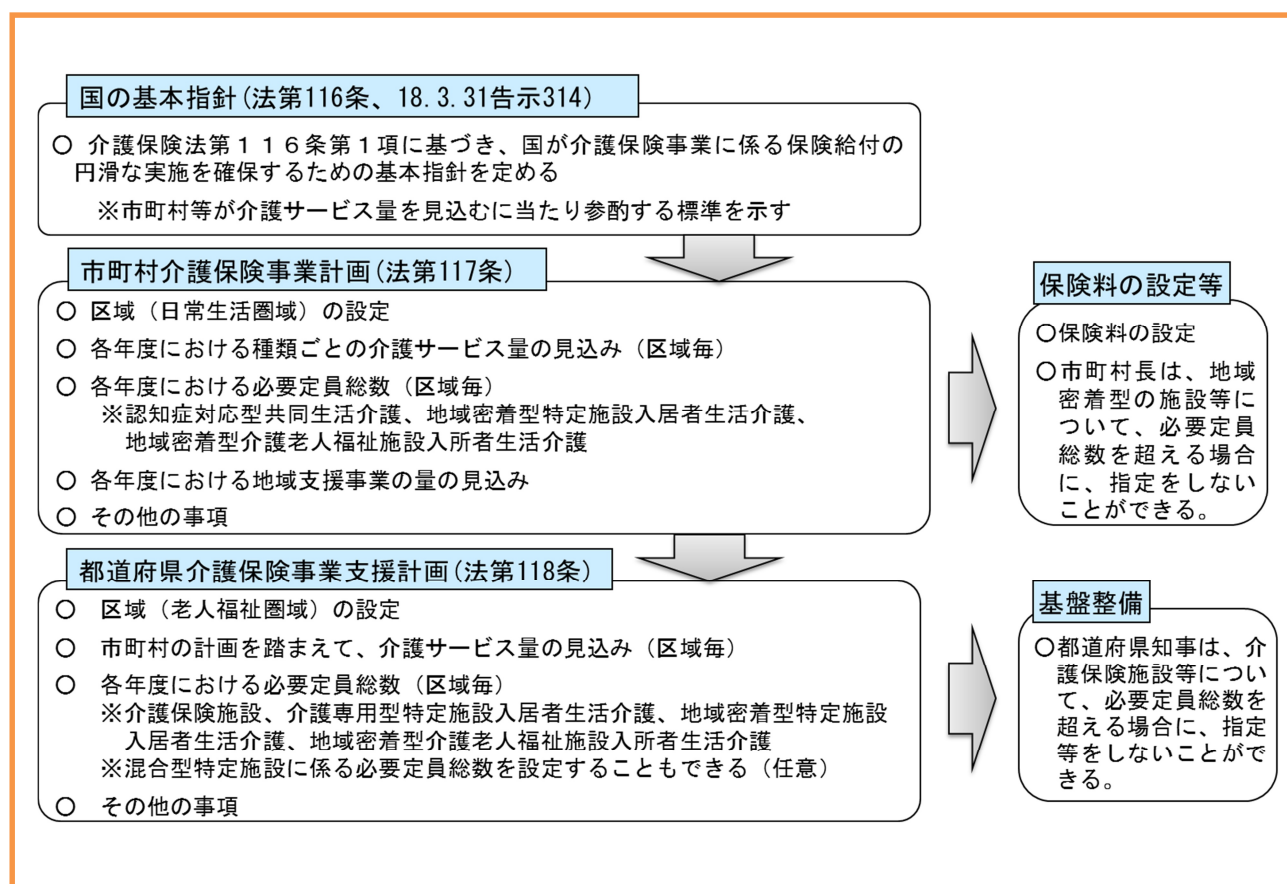 国の基本指針(法第116条、18.3.31告示314)
○ 介護保険法第116条第1項に基づき、国が介護保険事業に係る保険給付の
円滑な実施を確保するための基本指針を定める
※市町村等が介護サービス量を見込むに当たり参酌する標準を示す
市町村介護保険事業計画(法第117条)
○ 区域(日常生活圏域)の設定
○ 各年度における種類ごとの介護サービス量の見込み(区域毎)
○ 各年度における必要定員総数(区域毎)
※認知症対応型共同生活介護、地域密着型特定施設入居者生活介護、
地域密着型介護老人福祉施設入所者生活介護
○ 各年度における地域支援事業の量の見込み
○ その他の事項
保険料の設定等
○保険料の設定
○市町村長は、地域
密着型の施設等に
ついて、必要定員
総数を超える場合
に、指定をしない
ことができる。
都道府県介護保険事業支援計画(法第118条)
○ 区域(老人福祉圏域)の設定
○ 市町村の計画を踏まえて、介護サービス量の見込み(区域毎)
○ 各年度における必要定員総数(区域毎)
※介護保険施設、介護専用型特定施設入居者生活介護、地域密着型特定施設
入居者生活介護、地域密着型介護老人福祉施設入所者生活介護
※混合型特定施設に係る必要定員総数を設定することもできる(任意)
○ その他の事項
基盤整備
○都道府県知事は、介
護保険施設等につい
て、必要定員総数を
超える場合に、指定
等をしないことがで
きる。